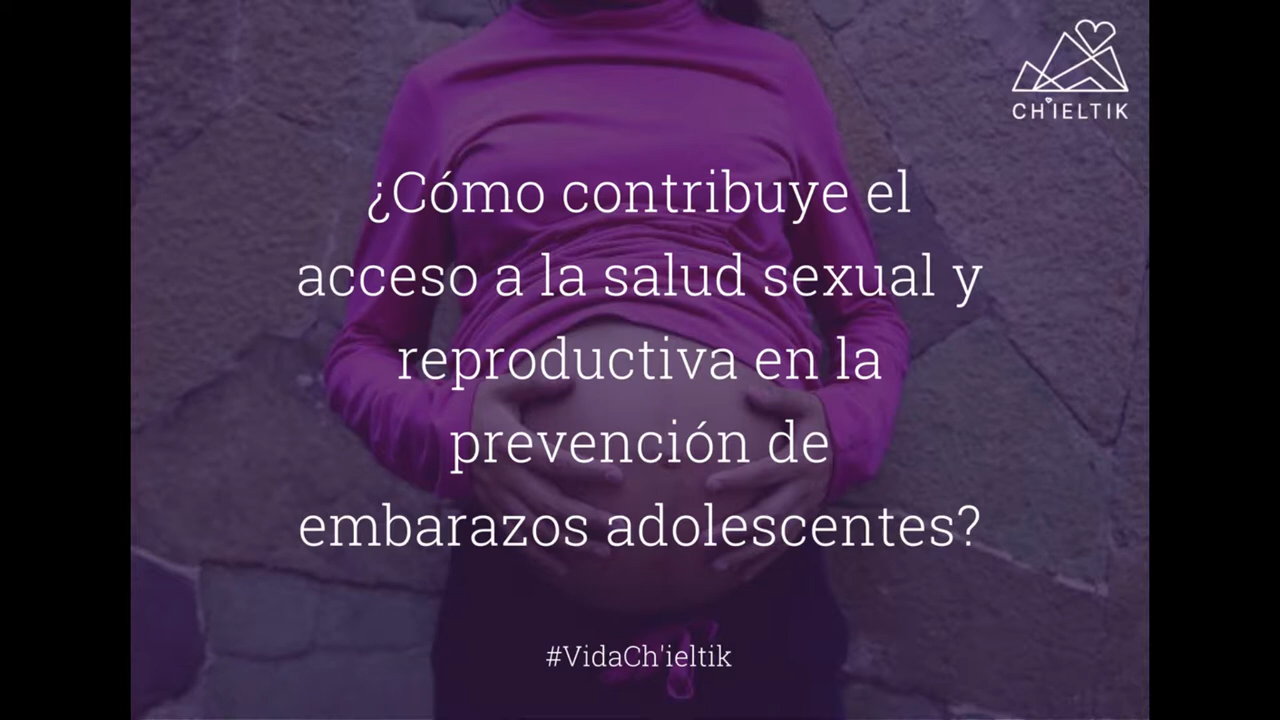 CH'IELTIK
¿Cómo contribuye el
acceso a la salud sexual y
reproductiva en la
prevención de
embarazos adolescentes?
#VidaCh'ieltik